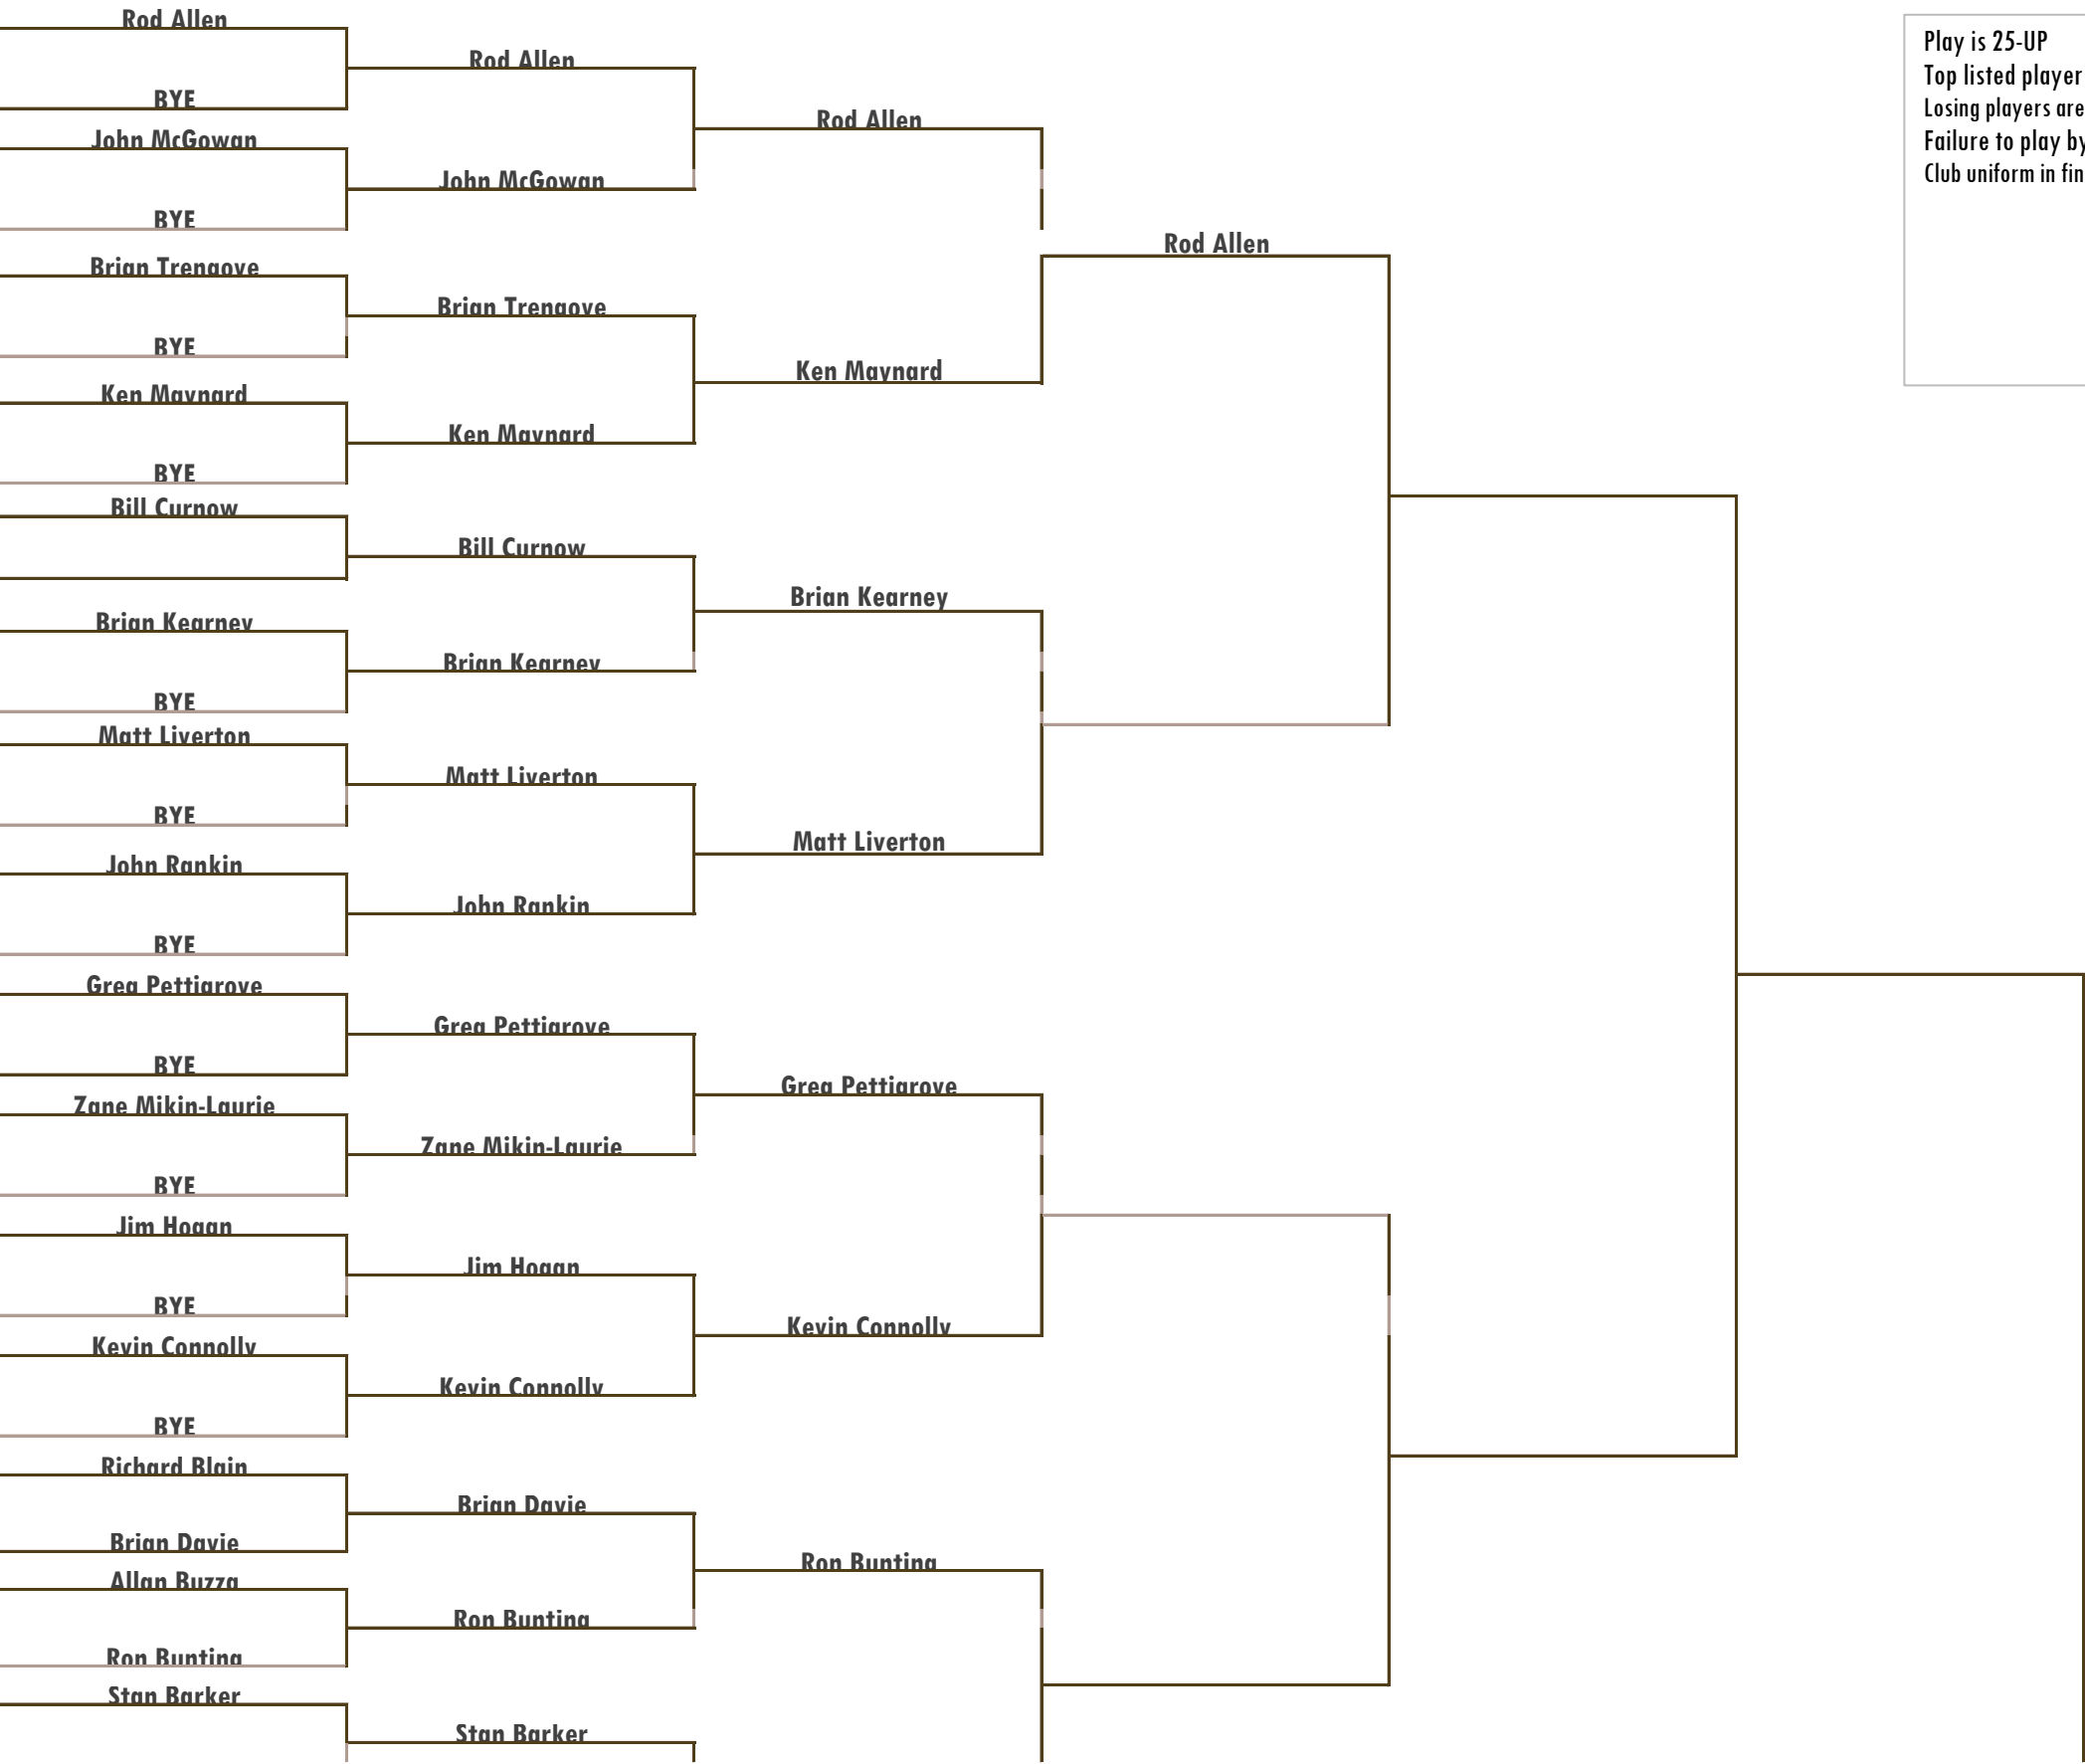 Rod Allen
BYE
John McGowan
BYE
Brian Trengove
BYE
Ken Maynard
BYE
Bill Curnow
Brian Kearney
BYE
Matt Liverton
BYE
John Rankin
BYE
Greg Pettigrove
BYE
Zane Mikin-Laurie
BYE
Jim Hogan
BYE
Kevin Connolly
BYE
Richard Blain
Brian Davie
Allan Buzza
Ron Bunting
Stan Barker
Rod Allen
John McGowan
Brian Trengove
Ken Maynard
Bill Curnow
Brian Kearney
Matt Liverton
John Rankin
Greg Pettigrove
Zane Mikin-Laurie
Jim Hogan
Kevin Connolly
Brian Davie
Ron Bunting
Stan Barker
Rod Allen
Ken Maynard
Brian Kearney
Matt Liverton
Greg Pettigrove
Kevin Connolly
Ron Bunting
Rod Allen
Play is 25-UP
Top listed player
Losing players are
Failure to play by
Club uniform in fin